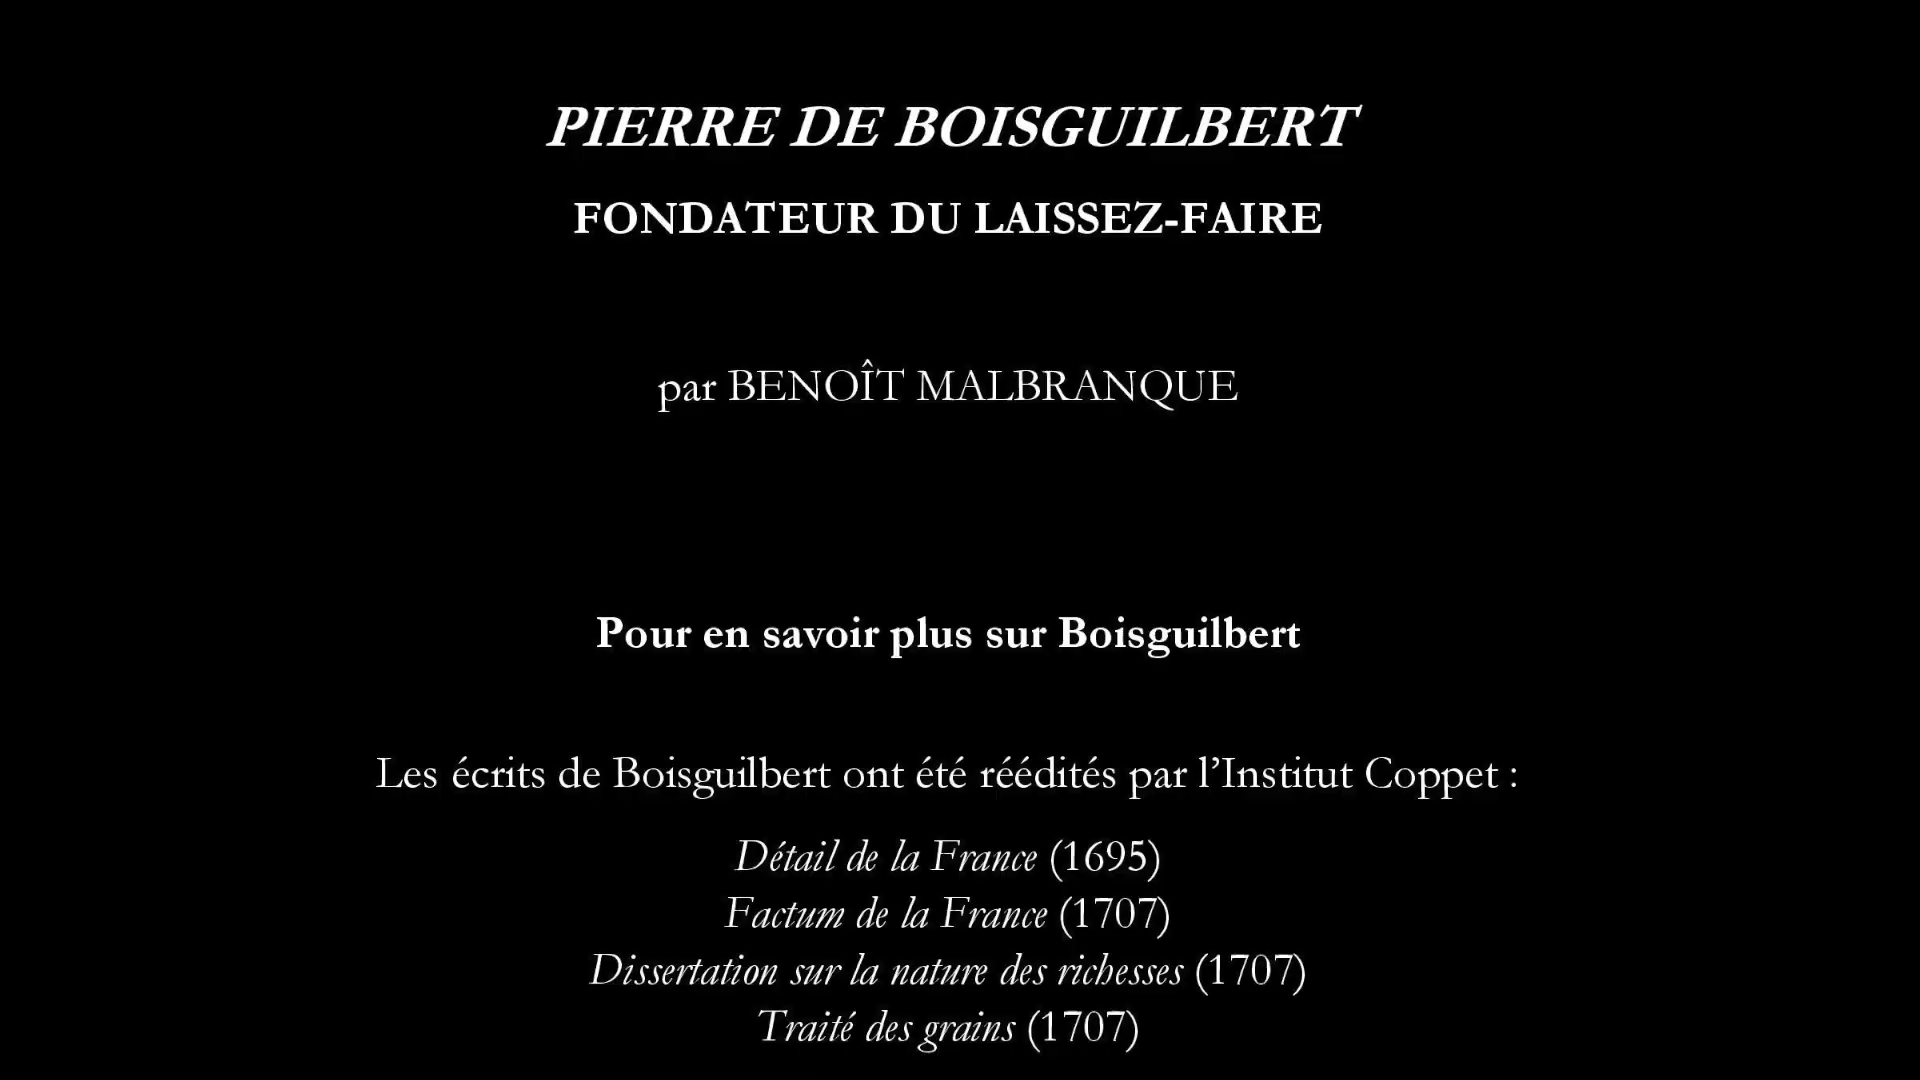 PIERRE DE BOISGUILBERT
FONDATEUR DU LAISSEZ-FAIRE
par BENOÎT MALBRANQUE
Pour en savoir plus sur Boisguilbert
Les écrits de Boisguilbert ont été réédités par l’Institut Coppet :
Détail de la France (1695)
Factum de la France (1707)
Dissertation sur la nature des richesses (1707)
Traité des grains (1707)